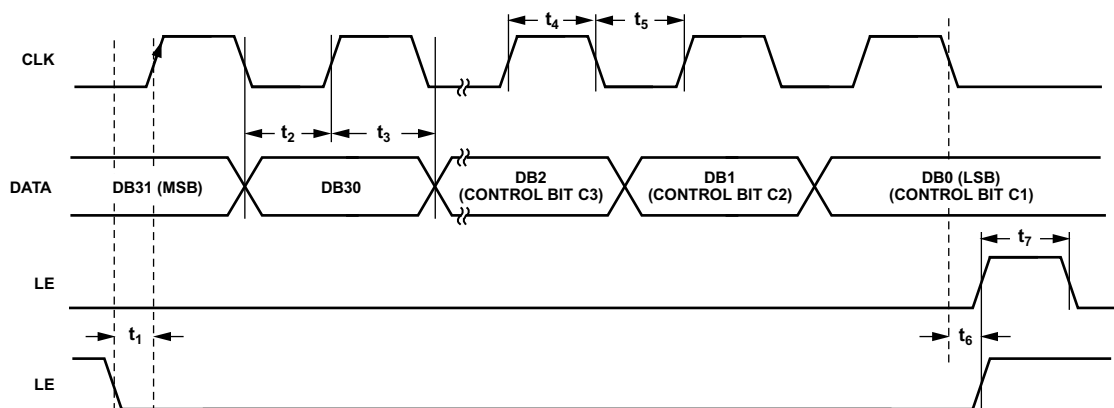 t4
t5
CLK
t2
t3
DATA
DB31 (MSB)
DB30
DB2
(CONTROL BIT C3)
DB1
(CONTROL BIT C2)
DB0 (LSB)
(CONTROL BIT C1)
t7
LE
t1
t6
LE